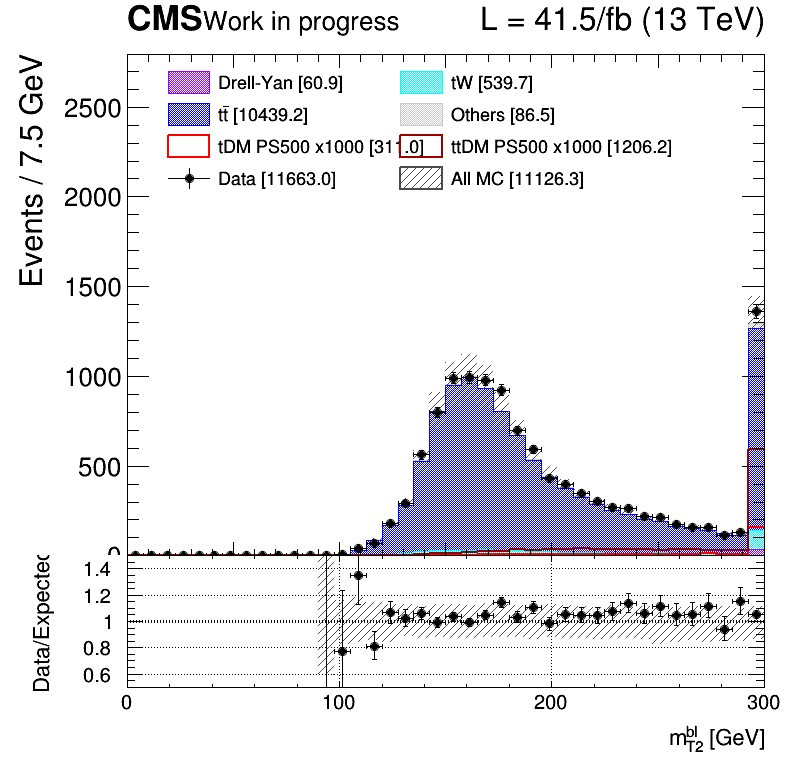 CMS Work in progress L = 41.5/fb (13 TeV)
Events / 7.5 GeV
2500
2000
1500
1000
500
0
Drell-Yan [60.9]
tW [539.7]
tt̄ [10439.2]
Others [86.5]
tDM PS500 x1000 [311.0]
ttDM PS500 x1000 [1206.2]
Data [11663.0]
All MC [11126.3]
Data/Expected
1.4
1.2
1
0.8
0.6
0 100 200 300
m_{T2}^{bl} [GeV]